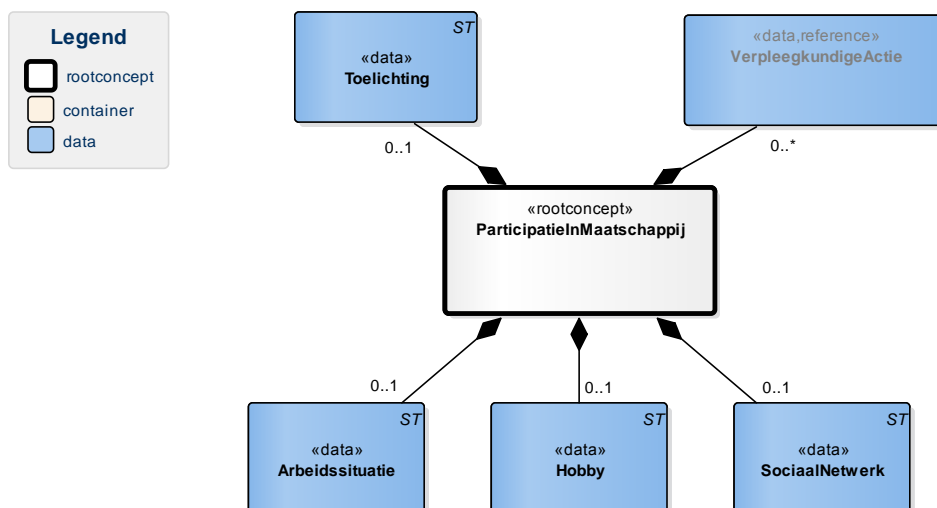 Legend
rootconcept
container
data
ST
«data»
Toelichting
«data,reference»
VerpleegkundigeActie
0..1
0..*
«rootconcept»
ParticipatieInMaatschappij
0..1
0..1
0..1
ST
«data»
Arbeidssituatie
ST
«data»
Hobby
ST
«data»
SociaalNetwerk